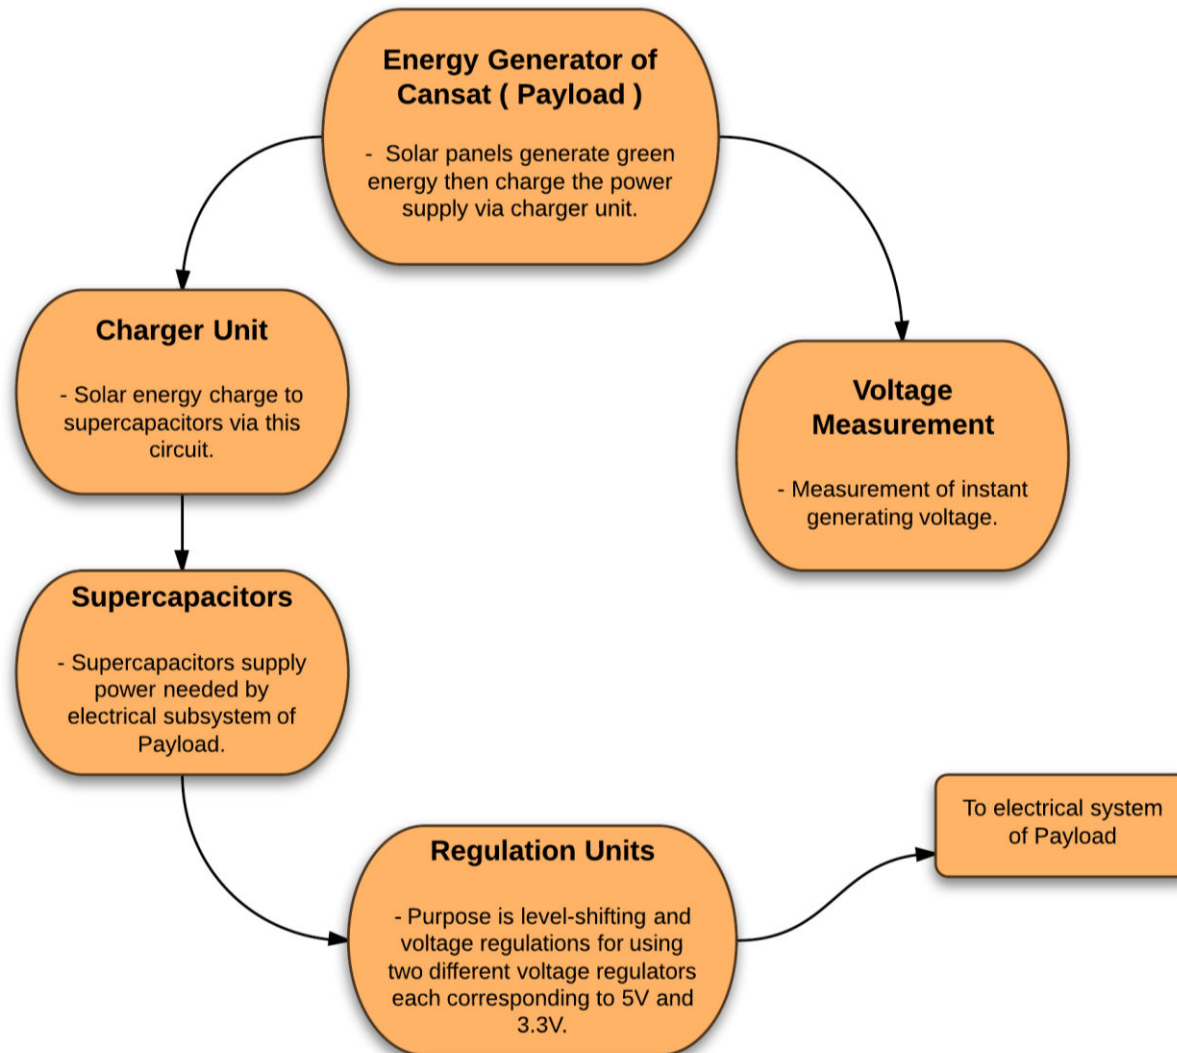 Energy Generator of
Cansat ( Payload )
- Solar panels generate green
energy then charge the power
supply via charger unit.
Charger Unit
- Solar energy charge to
supercapacitors via this
circuit.
Voltage
Measurement
- Measurement of instant
generating voltage.
Supercapacitors
- Supercapacitors supply
power needed by
electrical subsystem of
Payload.
Regulation Units
- Purpose is level-shifting and
voltage regulations for using
two different voltage regulators
each corresponding to 5V and
3.3V.
To electrical system
of Payload